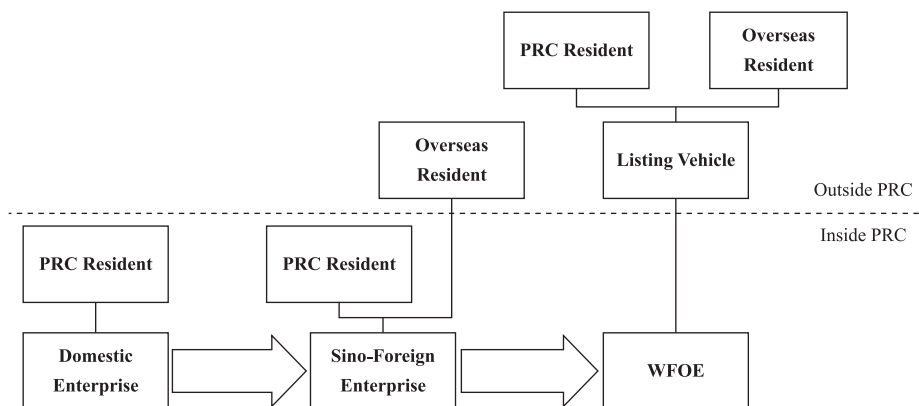 PRC Resident
Overseas
Resident
Overseas
Resident
Listing Vehicle
Outside PRC
Inside PRC
PRC Resident
PRC Resident
Domestic
Enterprise
Sino-Foreign
Enterprise
WFOE